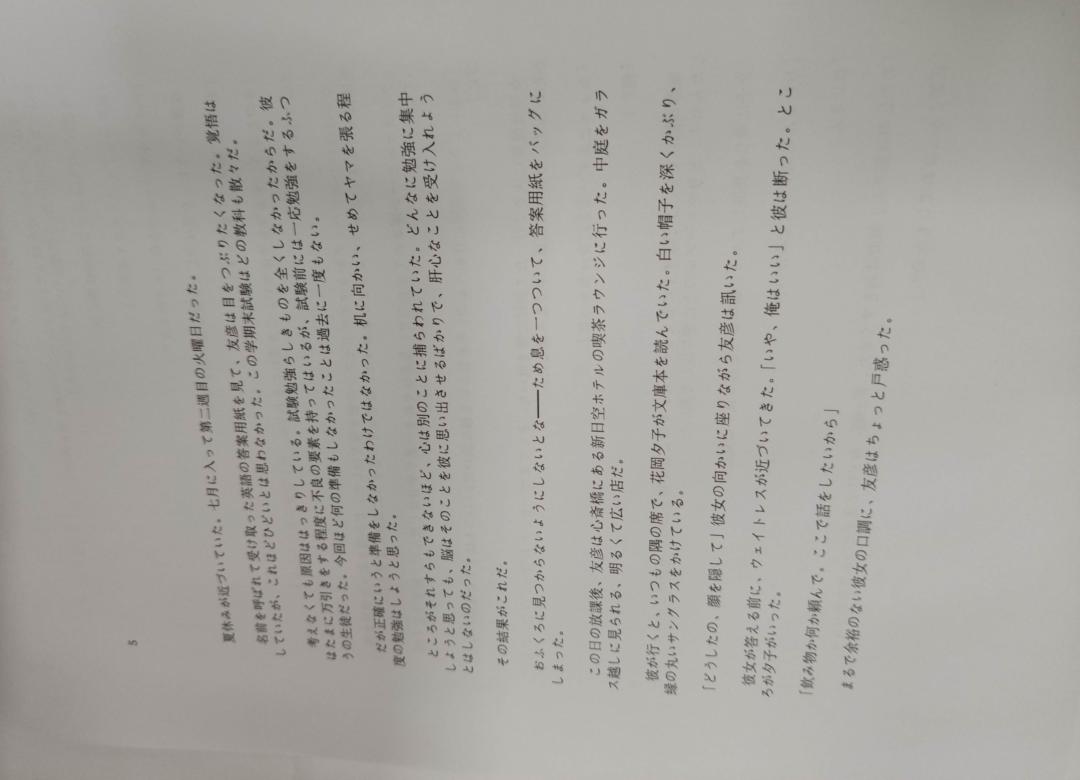 5
夏休みが近づいていた。七月に入って第二週目の火曜日だった。
名前を呼ばれて受け取った英語の答案用紙を見て、友彦は目をつぶりたくなった。覚悟は
していたが、これほどひどいとは思わなかった。この学期末試験はどの教科も散々だ。
考えなくても原因ははっきりしている。試験勉強らしきものを全くしなかったからだ。彼
はたまに万引きをする程度に不良の要素を持ってはいるが、試験前には一応勉強をするふつ
うの生徒だった。今回ほど何の準備もしなかったことは過去に一度もない。
だが正確にいうと準備をしなかったわけではなかった。机に向かい、せめてヤマを張る程
度の勉強はしようと思った。
ところがそれすらもできないほど、心は別のことに捕らわれていた。どんなに勉強に集中
しようと思っても、脳はそのことを彼に思い出させるばかりで、肝心なことを受け入れよう
とはしないのだった。
その結果がこれだ。
おふくろに見つからないようにしないとな――ため息を一つついて、答案用紙をバッグに
しまった。
この日の放課後、友彦は心斎橋にある新日空ホテルの喫茶ラウンジに行った。中庭をガラ
ス越しに見られる、明るくて広い店だ。
彼が行くと、いつもの隅の席で、花岡夕子が文庫本を読んでいた。白い帽子を深くかぶり、
縁の丸いサングラスをかけている。
「どうしたの、顔を隠して」彼女の向かいに座りながら友彦は訊いた。
彼女が答える前に、ウェイトレスが近づいてきた。「いや、俺はいい」と彼は断った。とこ
ろが夕子がいった。
「飲み物か何か頼んで。ここで話をしたいから」
まるで余裕のない彼女の口調に、友彦はちょっと戸惑った。